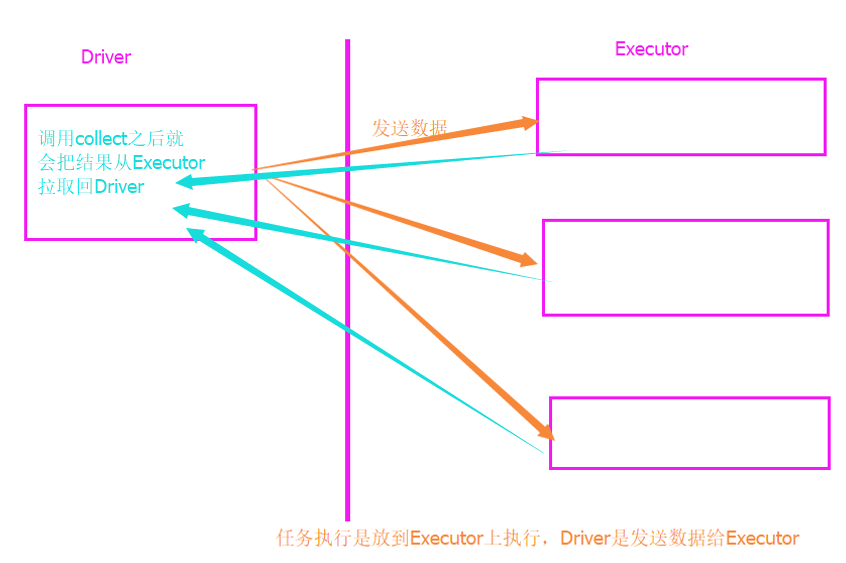 Driver
Executor
发送数据
调用collect之后就
会把结果从Executor
拉取回Driver
任务执行是放到Executor上执行，Driver是发送数据给Executor